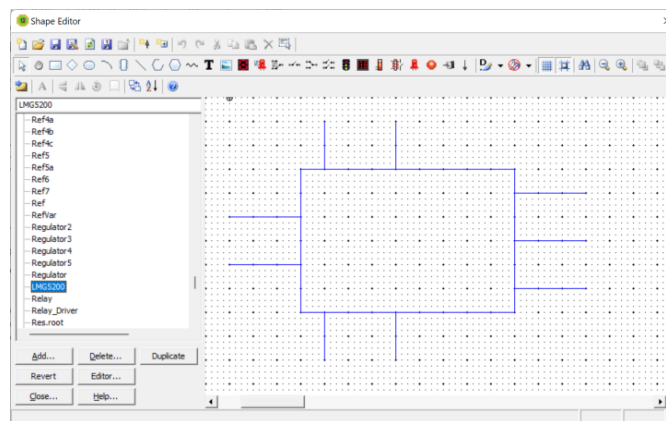 Shape Editor
LMG5200
Ref4a
Ref4b
Ref4c
Ref5
Ref5a
Ref6
Ref7
Ref
RefVar
Regulator2
Regulator3
Regulator4
Regulator5
Regulator
LMG5200
Relay
Relay_Driver
Res.root
Add... Delete... Duplicate
Revert Editor...
Close... Help...